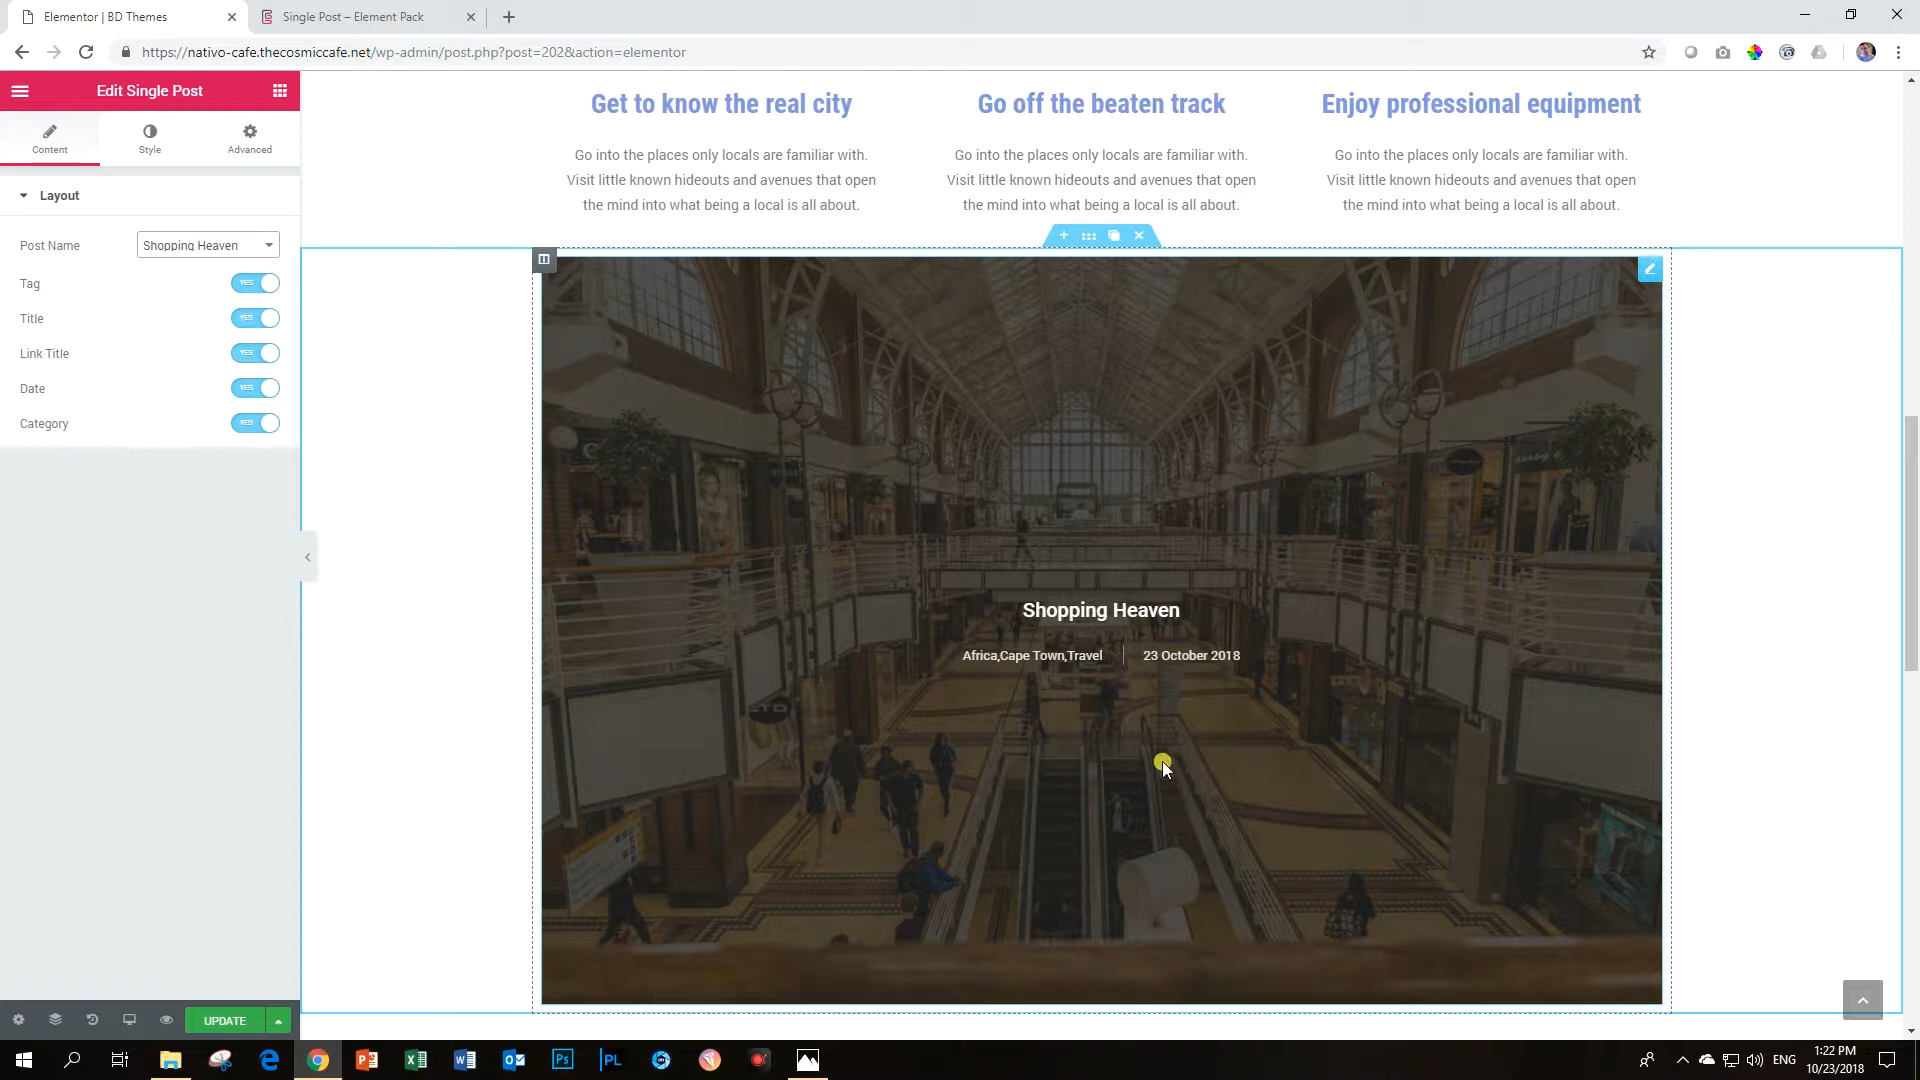 Elementor | BD Themes
Single Post – Element Pack
https://nativo-cafe.thecosmiccafe.net/wp-admin/post.php?post=202&action=elementor
Edit Single Post
Content
Style
Advanced
Layout
Post Name
Shopping Heaven
Tag
YES
Title
YES
Link Title
YES
Date
YES
Category
YES
UPDATE
Get to know the real city
Go into the places only locals are familiar with.
Visit little known hideouts and avenues that open
the mind into what being a local is all about.
Go off the beaten track
Go into the places only locals are familiar with.
Visit little known hideouts and avenues that open
the mind into what being a local is all about.
Enjoy professional equipment
Go into the places only locals are familiar with.
Visit little known hideouts and avenues that open
the mind into what being a local is all about.
Shopping Heaven
Africa,Cape Town,Travel
23 October 2018
Ps
PL
ENG
1:22 PM
10/23/2018